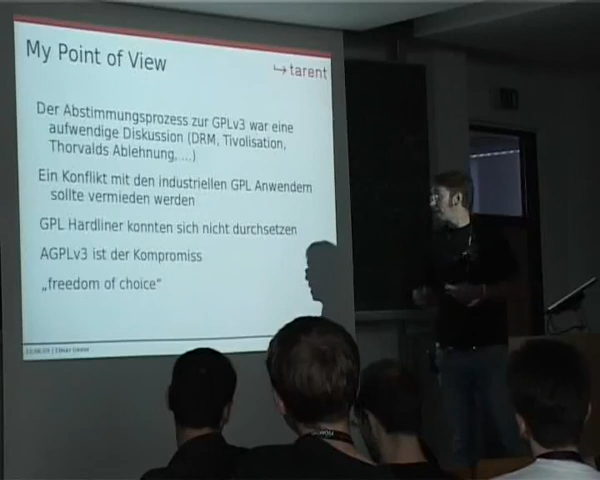 My Point of View
tarent
Der Abstimmungsprozess zur GPLv3 war eine
aufwendige Diskussion (DRM, Tivolisation,
Thorvalds Ablehnung, ...)
Ein Konflikt mit den industriellen GPL Anwendern
sollte vermieden werden
GPL Hardliner konnten sich nicht durchsetzen
AGPLv3 ist der Kompromiss
„freedom of choice“